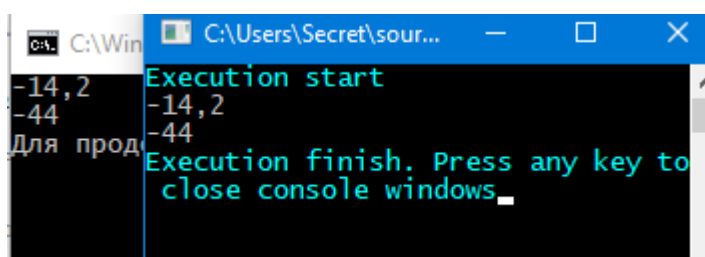 C:\Win
-14,2
-44
Для прод
C:\Users\Secret\sour...
Execution start
-14,2
-44
Execution finish. Press any key to
close console windows